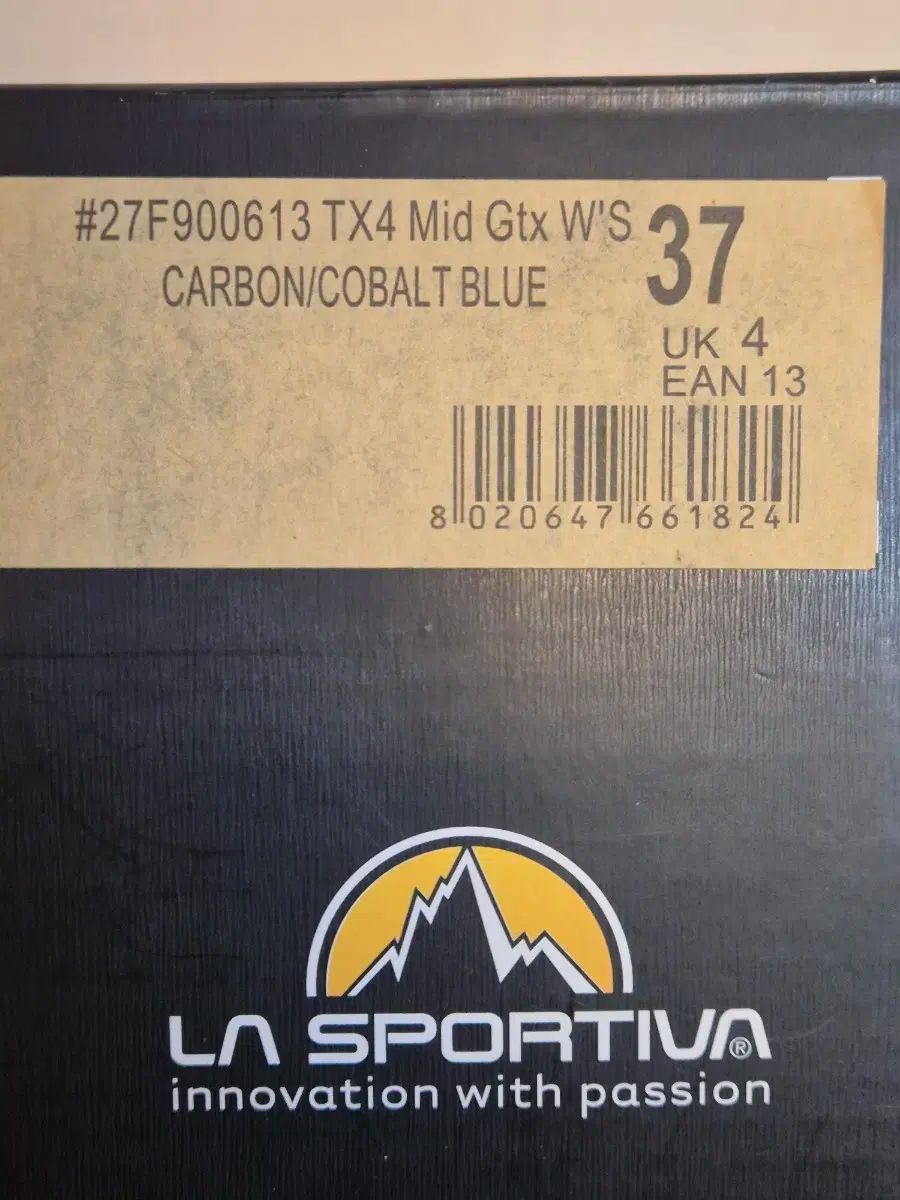 #27F900613 TX4 Mid Gtx W'S 37
CARBON/COBALT BLUE
UK 4
EAN 13
8 020647 661824
LA SPORTIVA®
innovation with passion